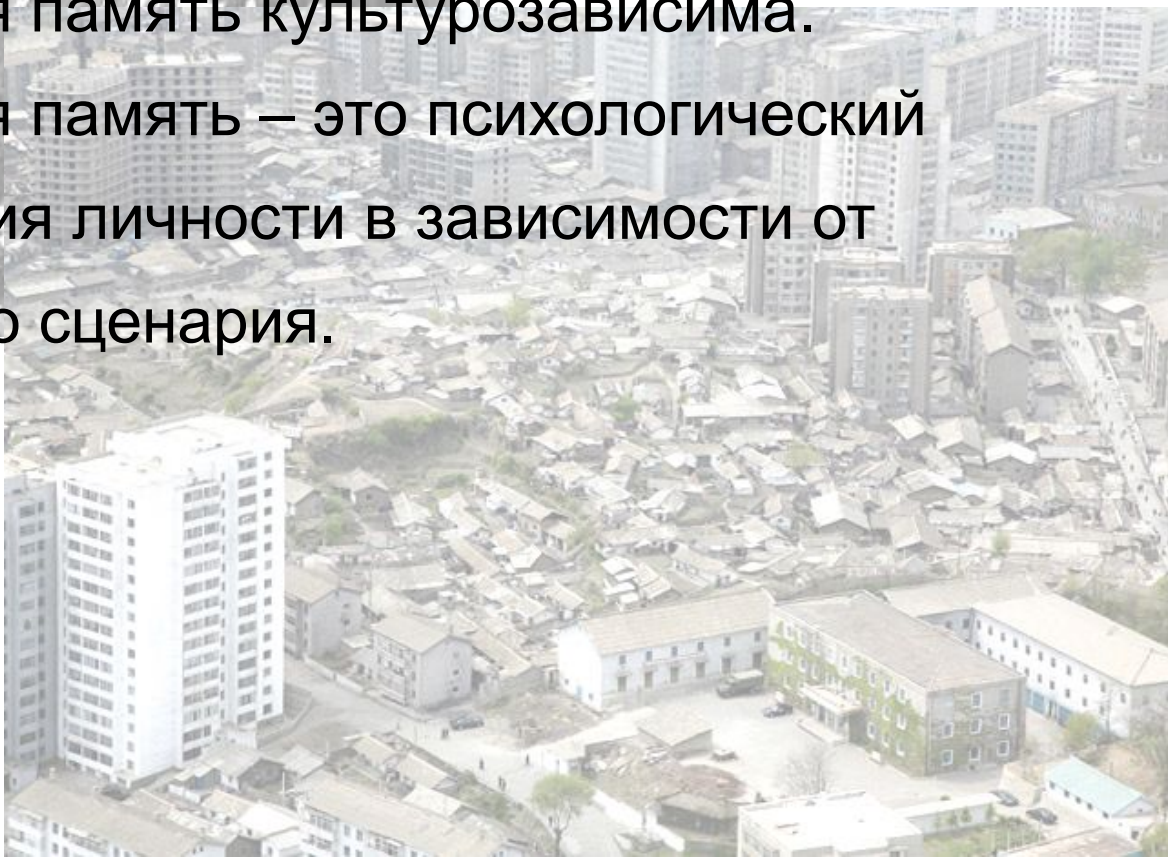 я память культурозависима.
я память – это психологический
ия личности в зависимости от
о сценария.